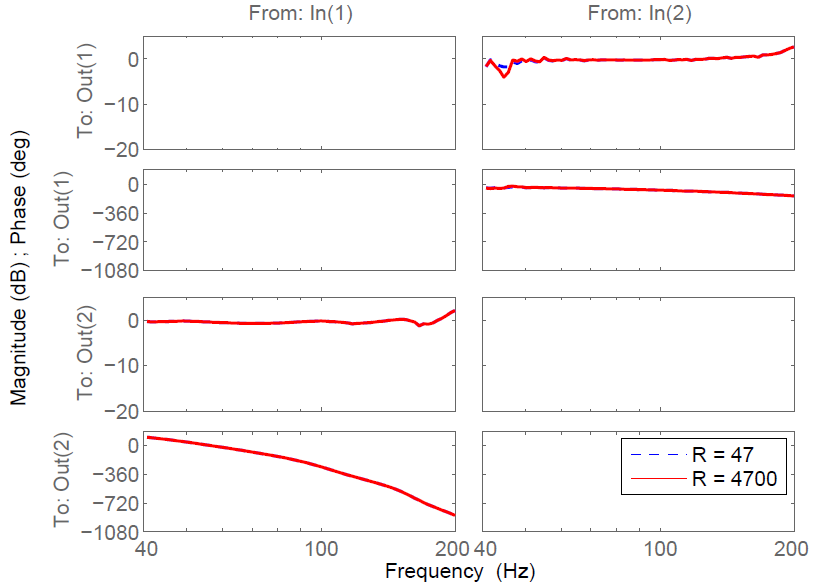 From: In(1) From: In(2)
To: Out(1)
0
−10
−20
To: Out(1)
0
−360
−720
−1080
To: Out(2)
0
−10
−20
To: Out(2)
0
−360
−720
−1080
Magnitude (dB) ; Phase (deg)
R = 47
R = 4700
40 100 200 40 100 200
Frequency (Hz)